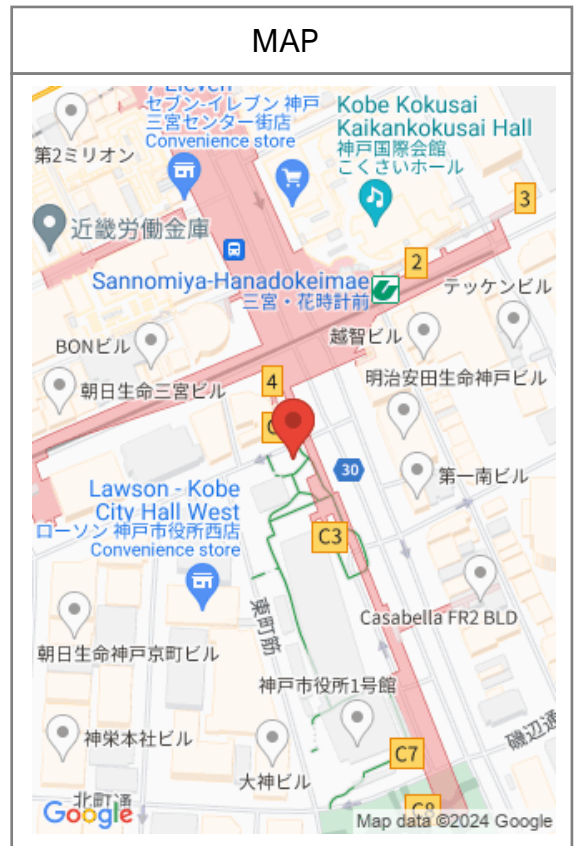 MAP
セブン-イレブン 神戸
三宮センター街店
Convenience store
Kobe Kokusai
Kaikankokusai Hall
神戸国際会館
こくさいホール
第2ミリオン
近畿労働金庫
3
2
Sannomiya-Hanadokeimae
三宮・花時計前
テッケンビル
越智ビル
BONビル
4
明治安田生命神戸ビル
朝日生命三宮ビル
30
第一南ビル
Lawson - Kobe
City Hall West
ローソン 神戸市役所西店
Convenience store
C3
東町筋
Casabella FR2 BLD
朝日生命神戸京町ビル
神戸市役所1号館
神栄本社ビル
磯辺通
C7
大神ビル
北町通
C8
Google
Map data ©2024 Google